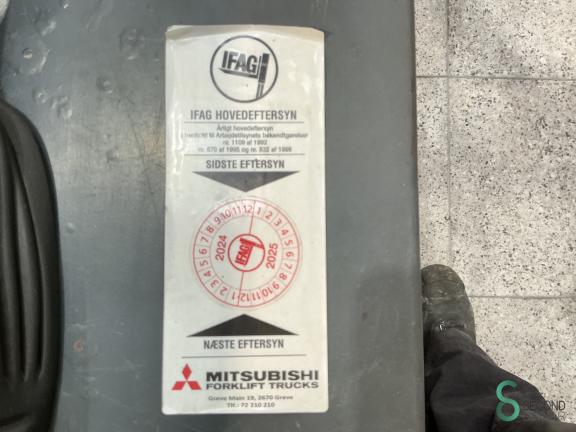 IFAG
IFAG HOVEDEFTERSYN
Årligt hovedeftersyn
i henhold til Arbejdstilsynets bekendtgørelser
nr. 1109 af 1992
nr. 670 af 1995 og nr. 832 af 1998
SIDSTE EFTERSYN
9 10 11 12 1 2 3 4 5 6 7 8 9 10 11 12 1 2 3 4 5 6 7 8
2024
IFAG
2025
NÆSTE EFTERSYN
MITSUBISHI
FORKLIFT TRUCKS
Greve Main 19, 2670 Greve
Tlf.: 72 210 210
SECOND